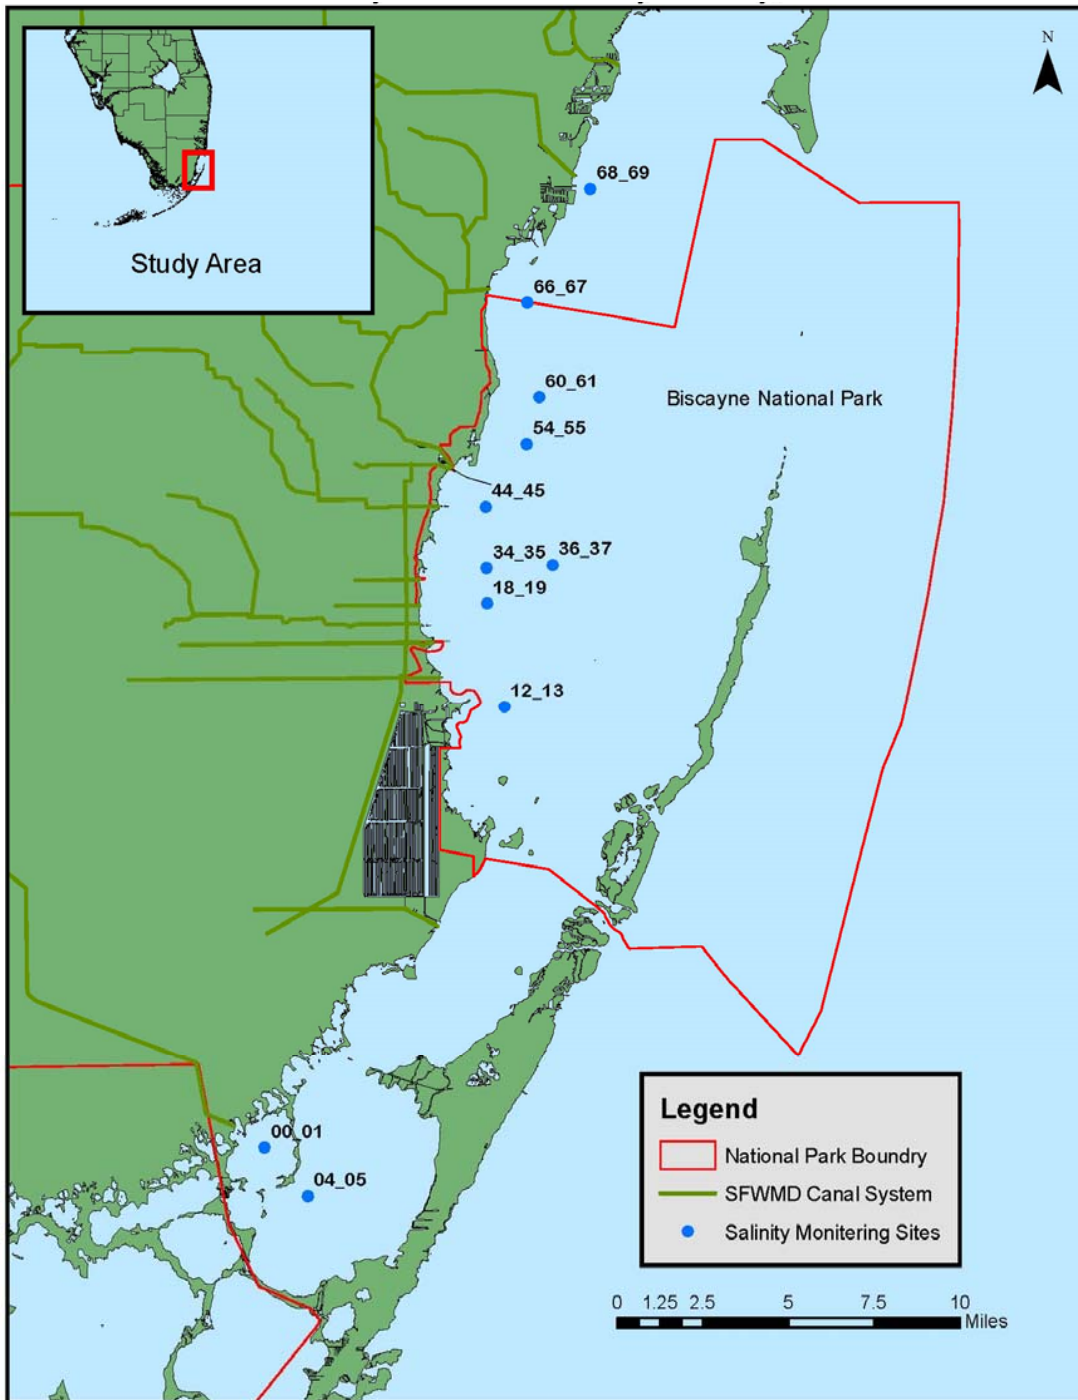 N
Study Area
68_69
66_67
60_61
Biscayne National Park
54_55
44_45
34_35
36_37
18_19
12_13
Legend
National Park Boundry
SFWMD Canal System
Salinity Monitering Sites
00_01
04_05
0 1.25 2.5 5 7.5 10
Miles